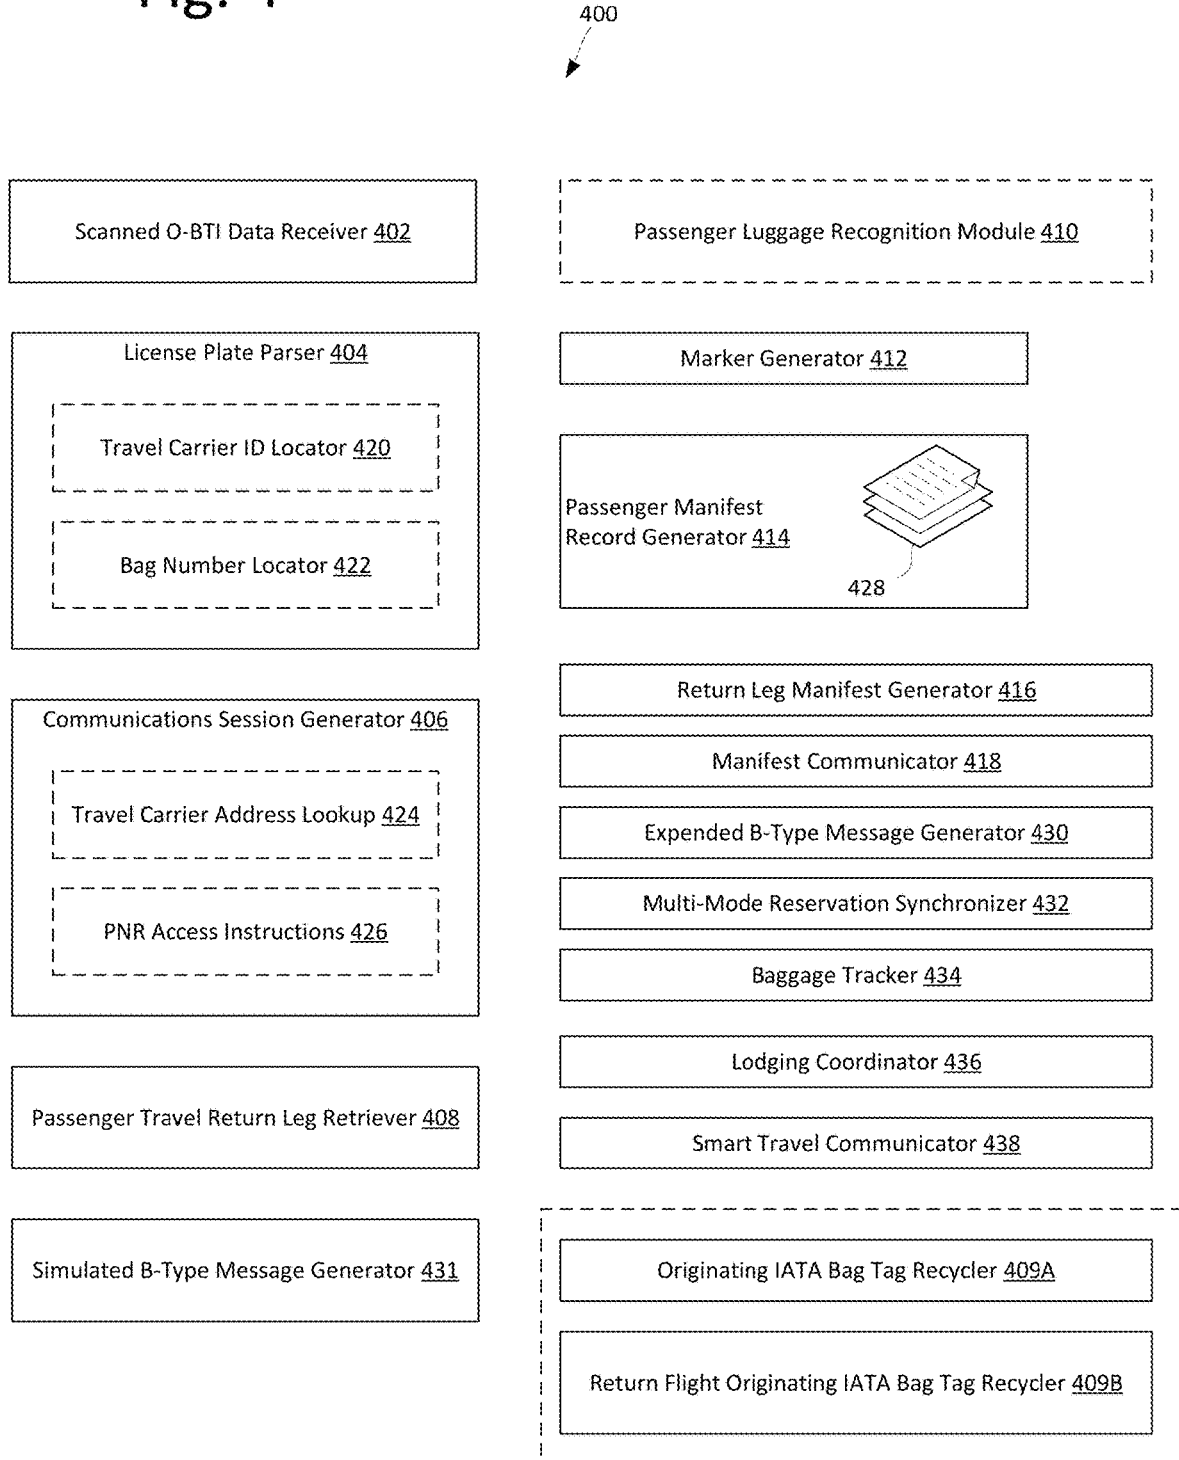 Fig.
400
Scanned O-BTI Data Receiver 402
License Plate Parser 404
Travel Carrier ID Locator 420
Bag Number Locator 422
Communications Session Generator 406
Travel Carrier Address Lookup 424
PNR Access Instructions 426
Passenger Travel Return Leg Retriever 408
Simulated B-Type Message Generator 431
Passenger Luggage Recognition Module 410
Marker Generator 412
Passenger Manifest
Record Generator 414
428
Return Leg Manifest Generator 416
Manifest Communicator 418
Expended B-Type Message Generator 430
Multi-Mode Reservation Synchronizer 432
Baggage Tracker 434
Lodging Coordinator 436
Smart Travel Communicator 438
Originating IATA Bag Tag Recycler 409A
Return Flight Originating IATA Bag Tag Recycler 409B